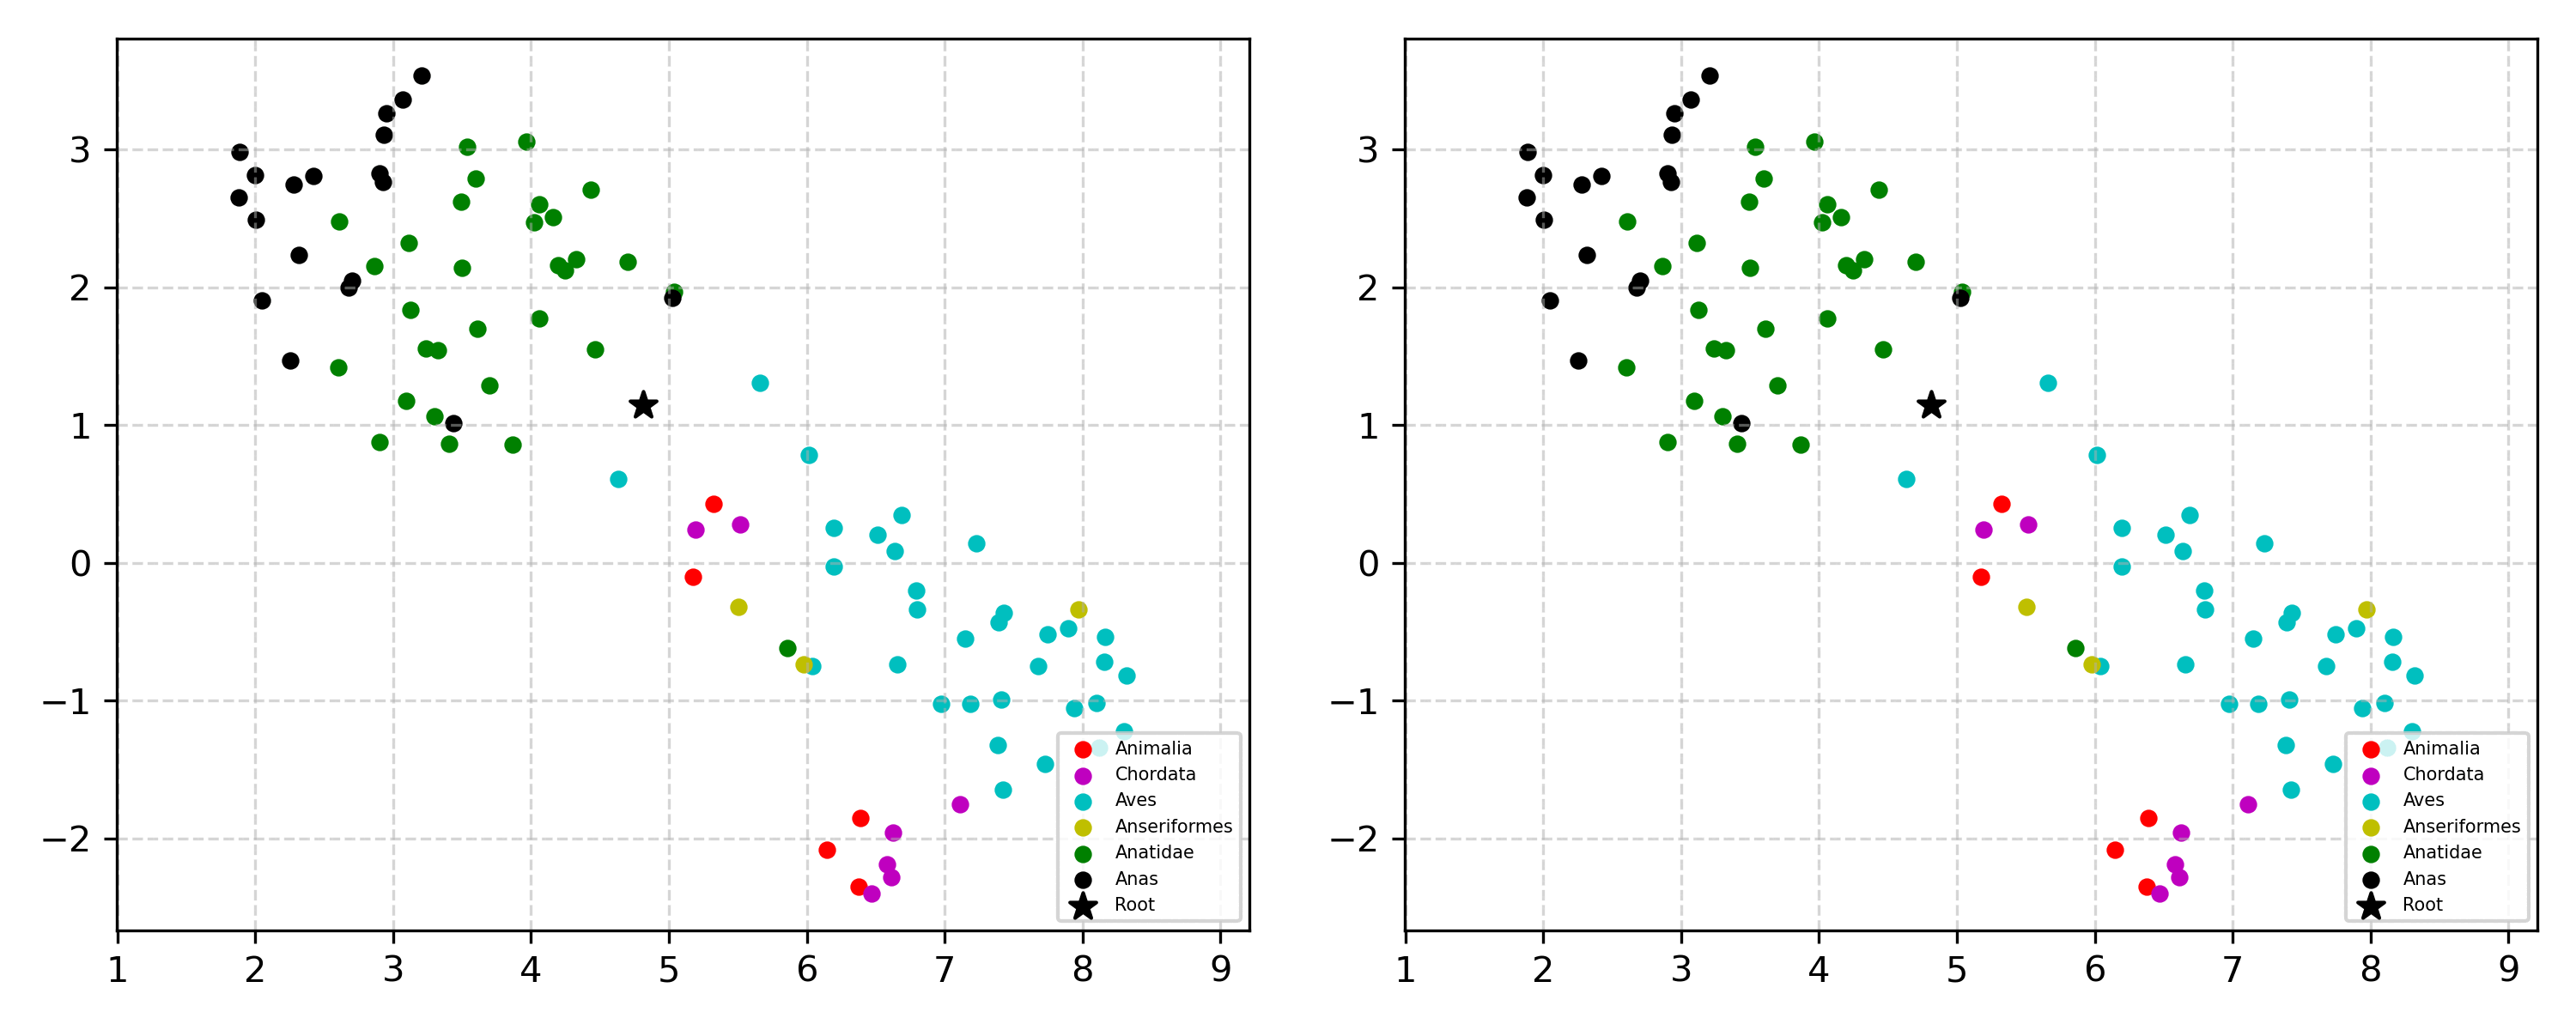 3
2
1
0
−1
−2
1 2 3 4 5 6 7 8 9
Animalia
Chordata
Aves
Anseriformes
Anatidae
Anas
Root
3
2
1
0
−1
−2
1 2 3 4 5 6 7 8 9
Animalia
Chordata
Aves
Anseriformes
Anatidae
Anas
Root